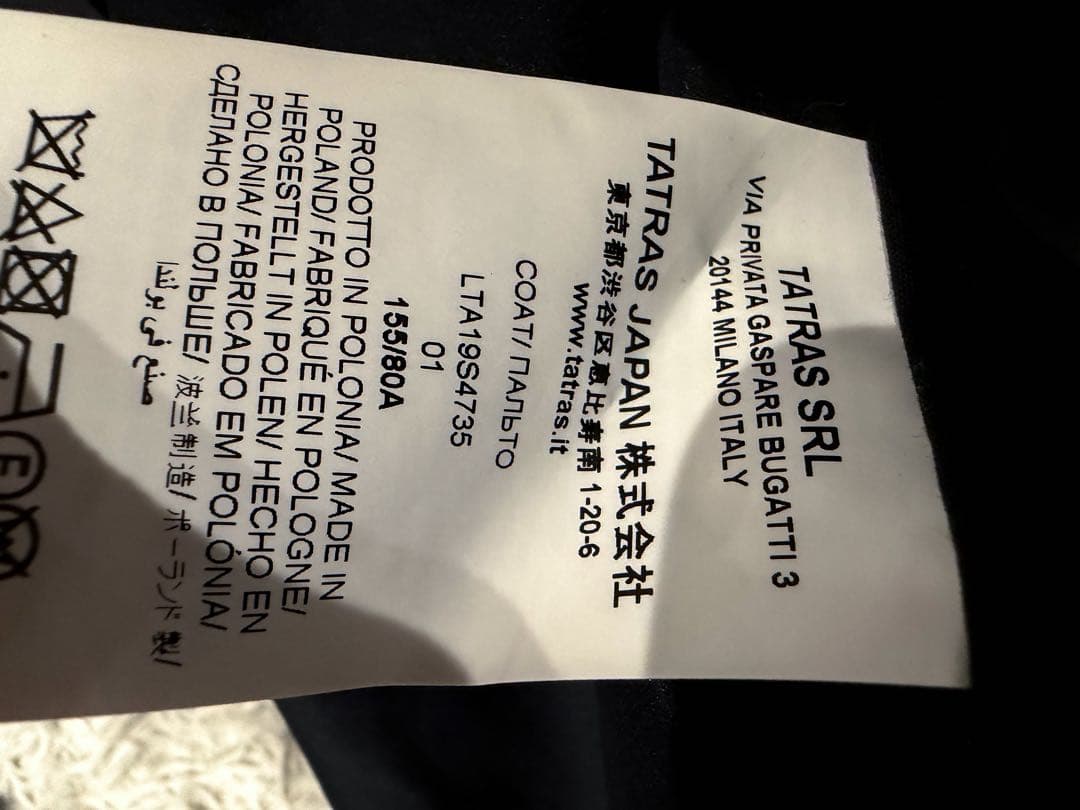 TATRAS SRL
VIA PRIVATA GASPARE BUGATTI 3
20144 MILANO ITALY
TATRAS JAPAN 株式会社
東京都渋谷区恵比寿南 1-20-6
www.tatras.it
COAT/ ПАЛЬТО
LTA19S4735
01
155/80A
PRODOTTO IN POLONIA/ MADE IN
POLAND/ FABRIQUÉ EN POLOGNE/
HERGESTELLT IN POLEN/ HECHO EN
POLONIA/ FABRICADO EM POLÓNIA/
СДЕЛАНО В ПОЛЬШЕ/ 波兰制造/ ポーランド製/
صنع في بولندا